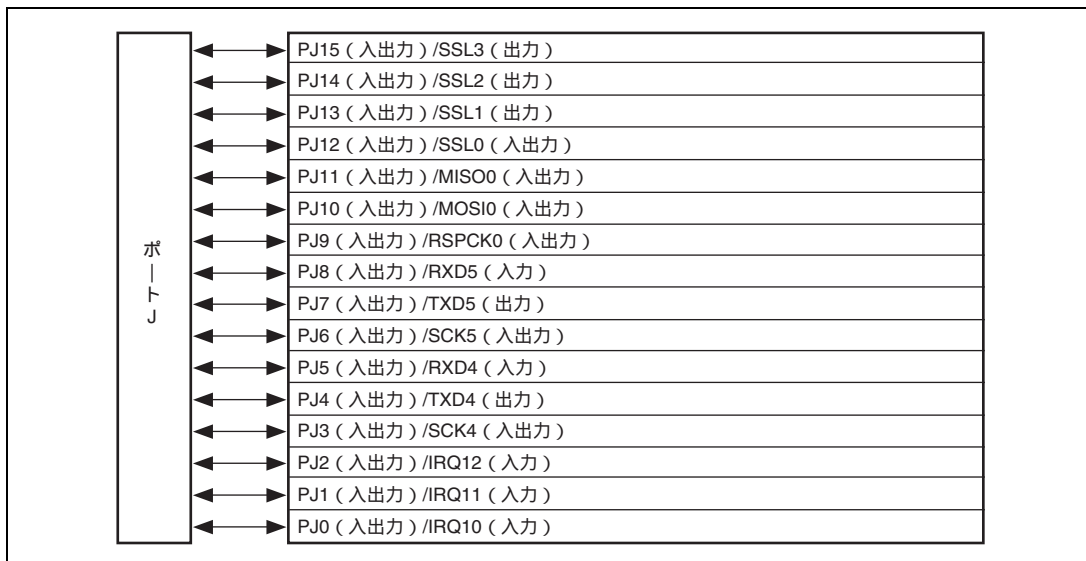 PJ15（入出力）/SSL3（出力）
PJ14（入出力）/SSL2（出力）
PJ13（入出力）/SSL1（出力）
PJ12（入出力）/SSL0（入出力）
PJ11（入出力）/MISO0（入出力）
PJ10（入出力）/MOSI0（入出力）
PJ9（入出力）/RSPCK0（入出力）
PJ8（入出力）/RXD5（入力）
PJ7（入出力）/TXD5（出力）
PJ6（入出力）/SCK5（入出力）
PJ5（入出力）/RXD4（入力）
PJ4（入出力）/TXD4（出力）
PJ3（入出力）/SCK4（入出力）
PJ2（入出力）/IRQ12（入力）
PJ1（入出力）/IRQ11（入力）
PJ0（入出力）/IRQ10（入力）
ポートJ